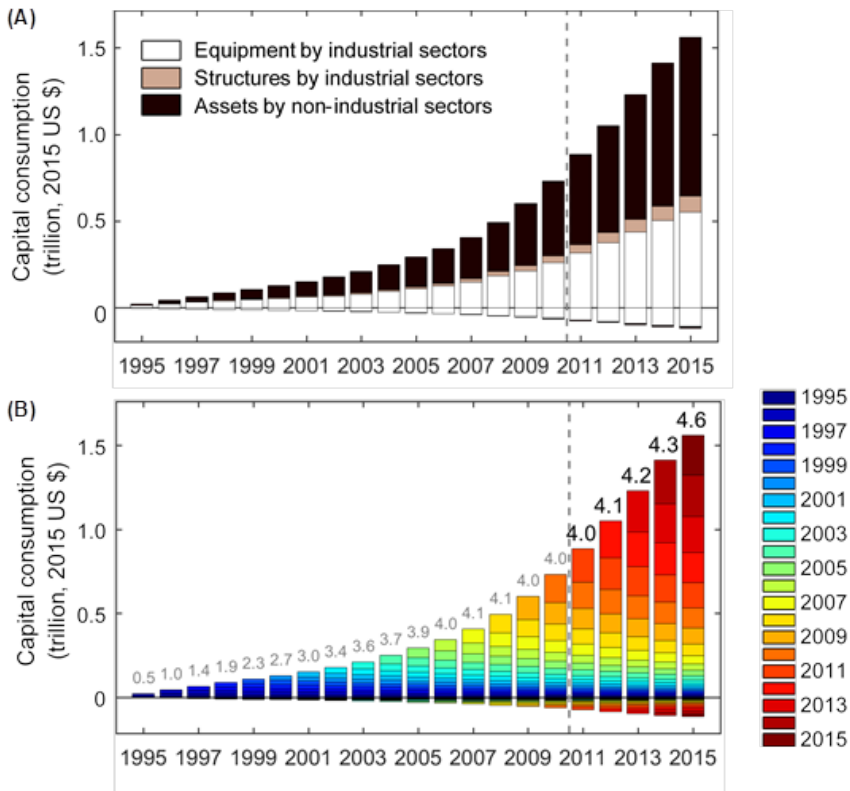 (A)
Capital consumption
(trillion, 2015 US $)
1.5
1.0
0.5
0
Equipment by industrial sectors
Structures by industrial sectors
Assets by non-industrial sectors
1995 1997 1999 2001 2003 2005 2007 2009 2011 2013 2015
(B)
Capital consumption
(trillion, 2015 US $)
1.5
1.0
0.5
0
0.5 1.0 1.4 1.9 2.3 2.7 3.0 3.4 3.6 3.7 3.9 4.0 4.1 4.1 4.0 4.0 4.0 4.1 4.2 4.3 4.6
1995 1997 1999 2001 2003 2005 2007 2009 2011 2013 2015
1995
1997
1999
2001
2003
2005
2007
2009
2011
2013
2015